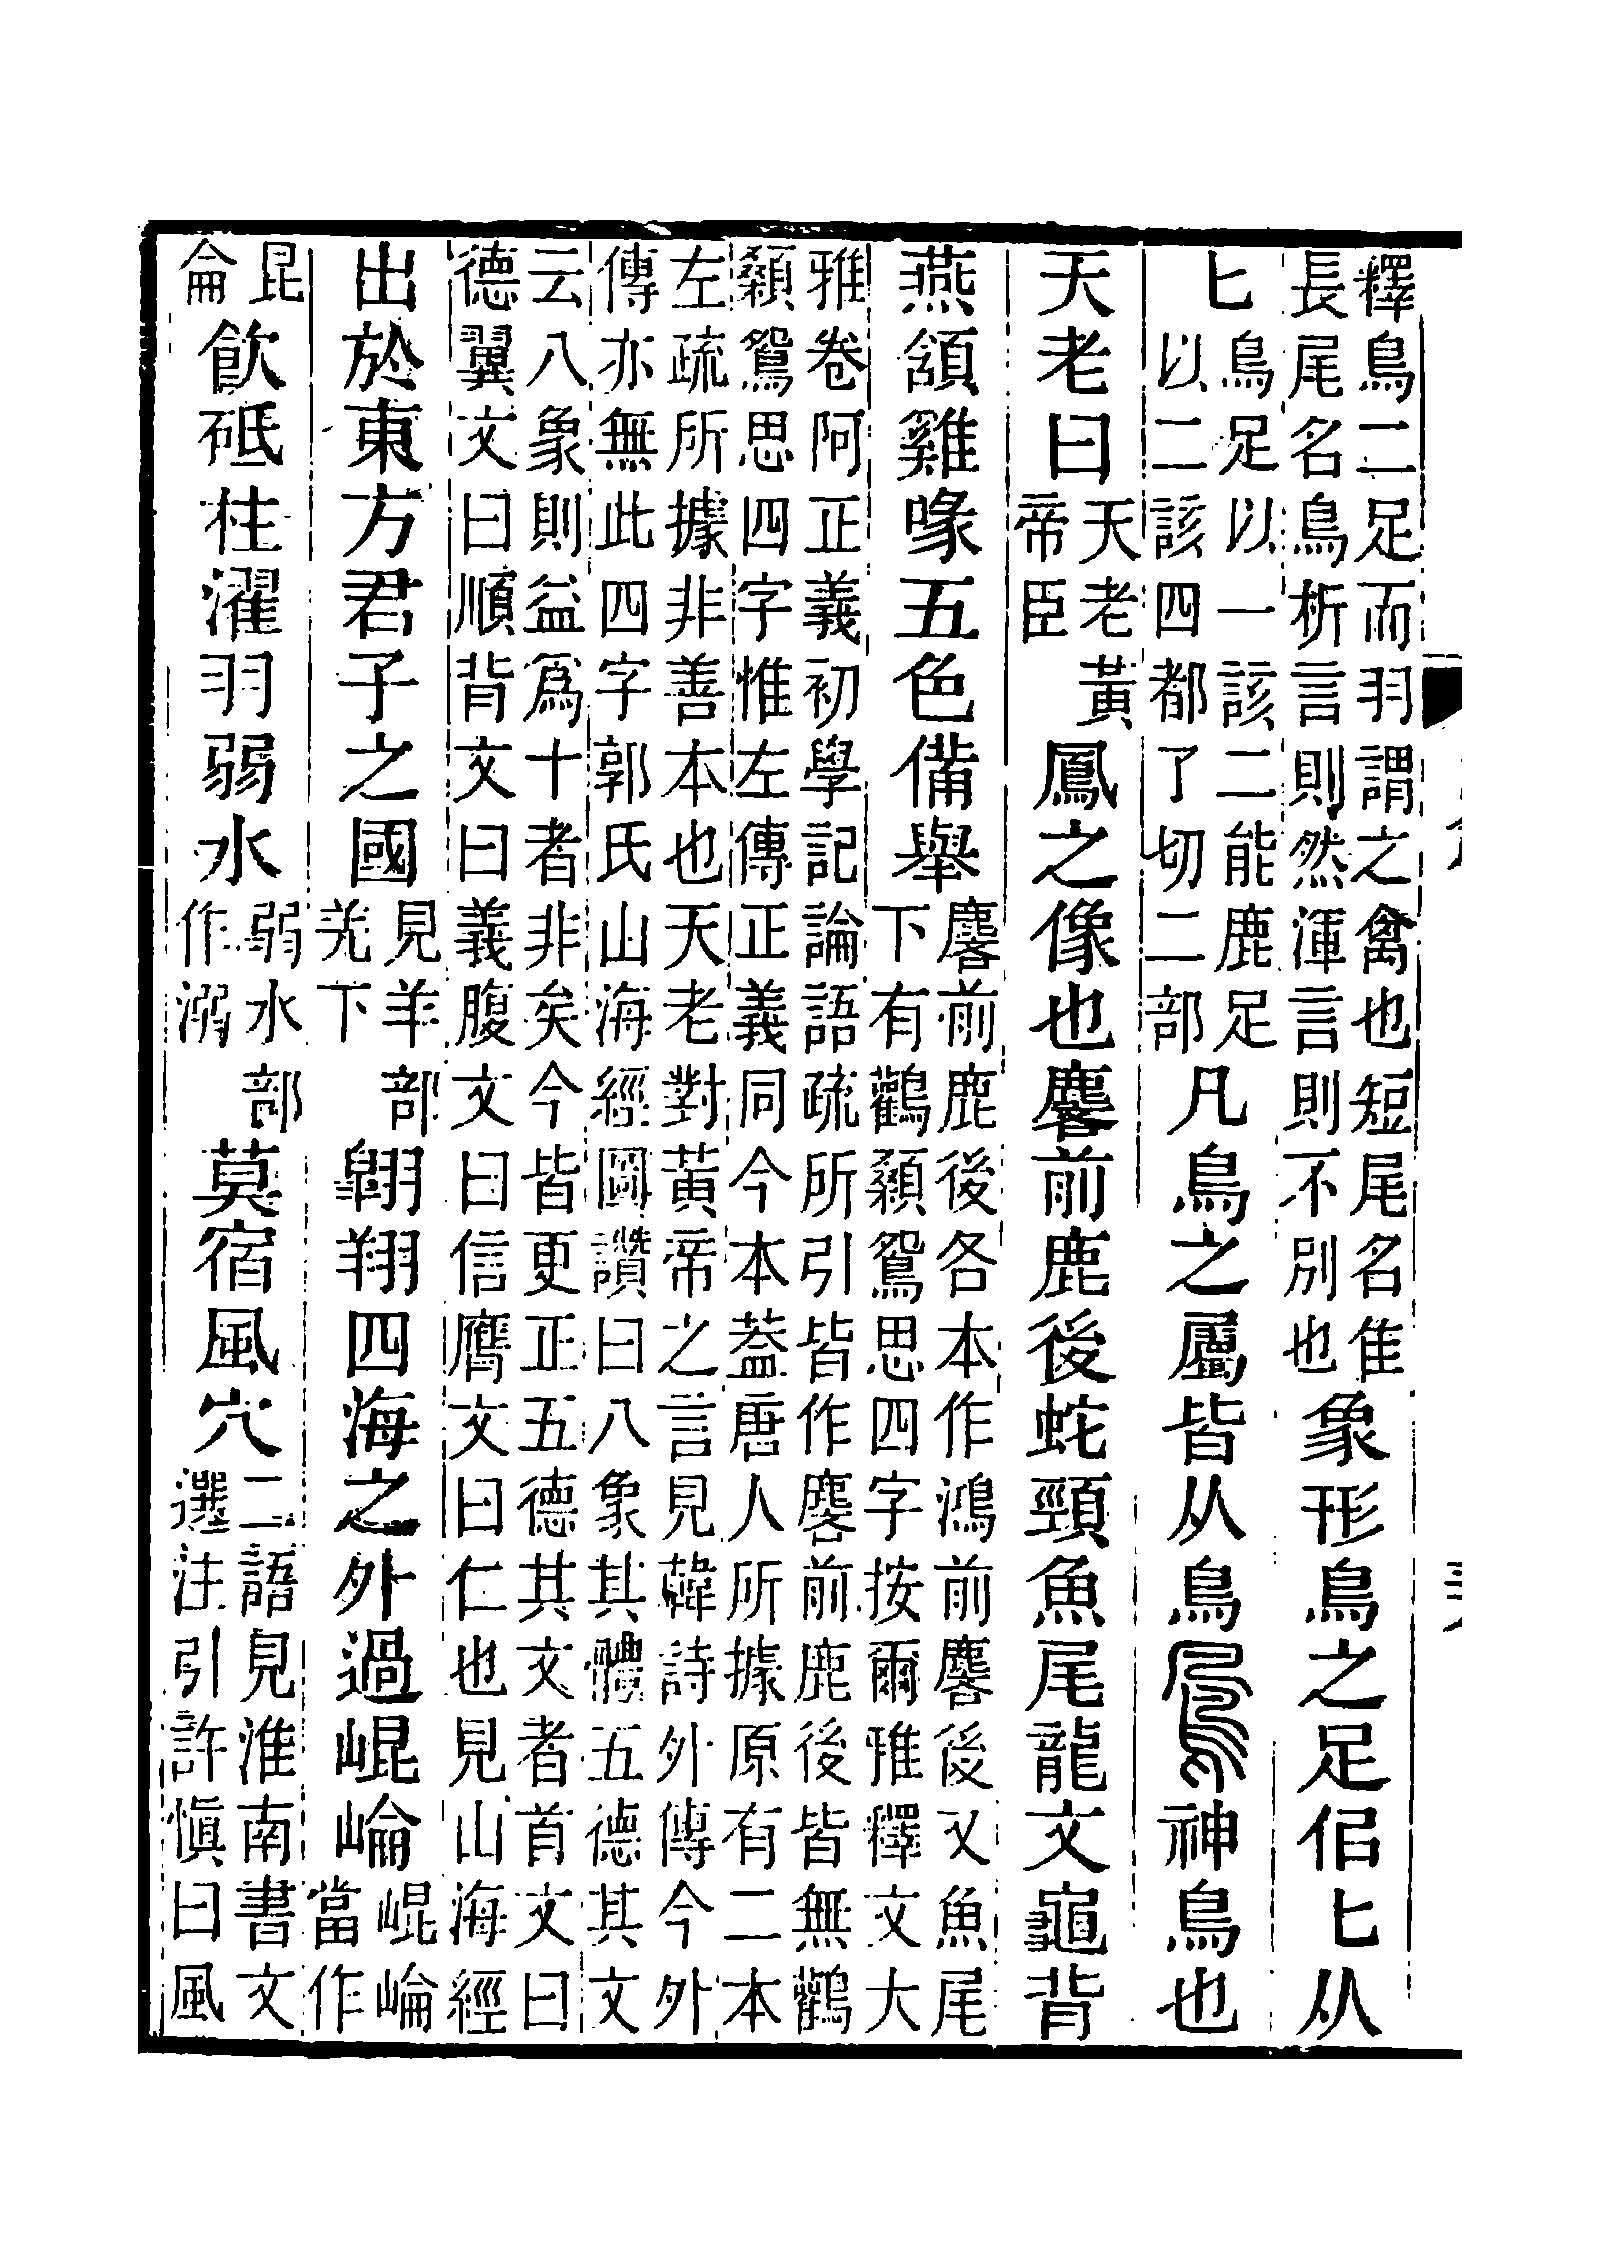 釋鳥二足而羽謂之禽也短尾名隹長尾名鳥析言則然渾言則不別也象形鳥之足佀匕从
匕鳥足以一該二能鹿足以二該四都了切二部凡鳥之屬皆从鳥鳳神鳥也
天老曰天老黃帝臣鳳之像也麐前鹿後蛇頸魚尾龍文龜背
燕頷雞喙五色備舉麐前鹿後各本作鴻前麐後又魚尾下有鸛顙鴛思四字按爾雅釋文大
雅卷阿正義初學記論語疏所引皆作麐前鹿後皆無鸛顙鴛思四字惟左傳正義同今本葢唐人所據原有二本
左疏所據非善本也天老對黃帝之言見韓詩外傳今外傳亦無此四字郭氏山海經圖讚曰八象其體五德其文
云八象則益爲十者非矣今皆更正五德其文者首文曰德翼文曰順背文曰義腹文曰信膺文曰仁也見山海經
出於東方君子之國見羊部羌下翺翔四海之外過崐崘崐崘當作
昆侖飮砥柱濯羽弱水弱水部作溺莫宿風穴二語見淮南書文選注引許愼曰風